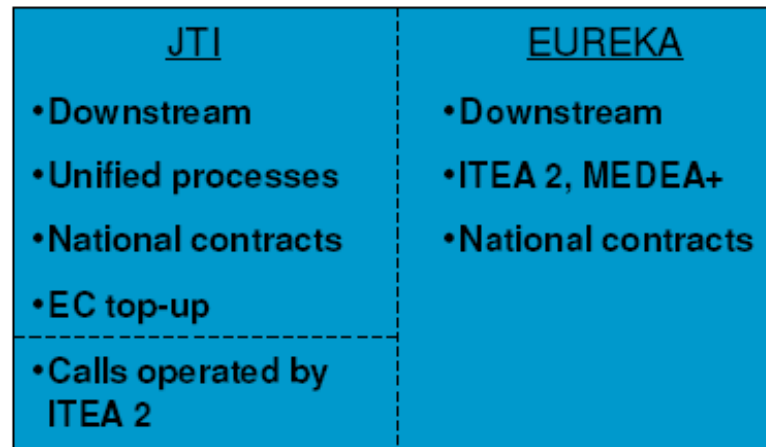 JTI
•Downstream
•Unified processes
•National contracts
•EC top-up
•Calls operated by
ITEA 2
EUREKA
•Downstream
•ITEA 2, MEDEA+
•National contracts